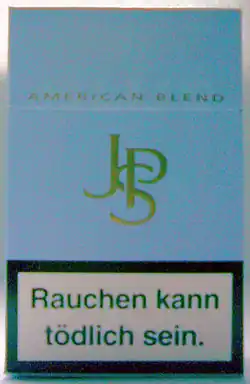 AMERICAN BLEND
JPS
Rauchen kann
tödlich sein.